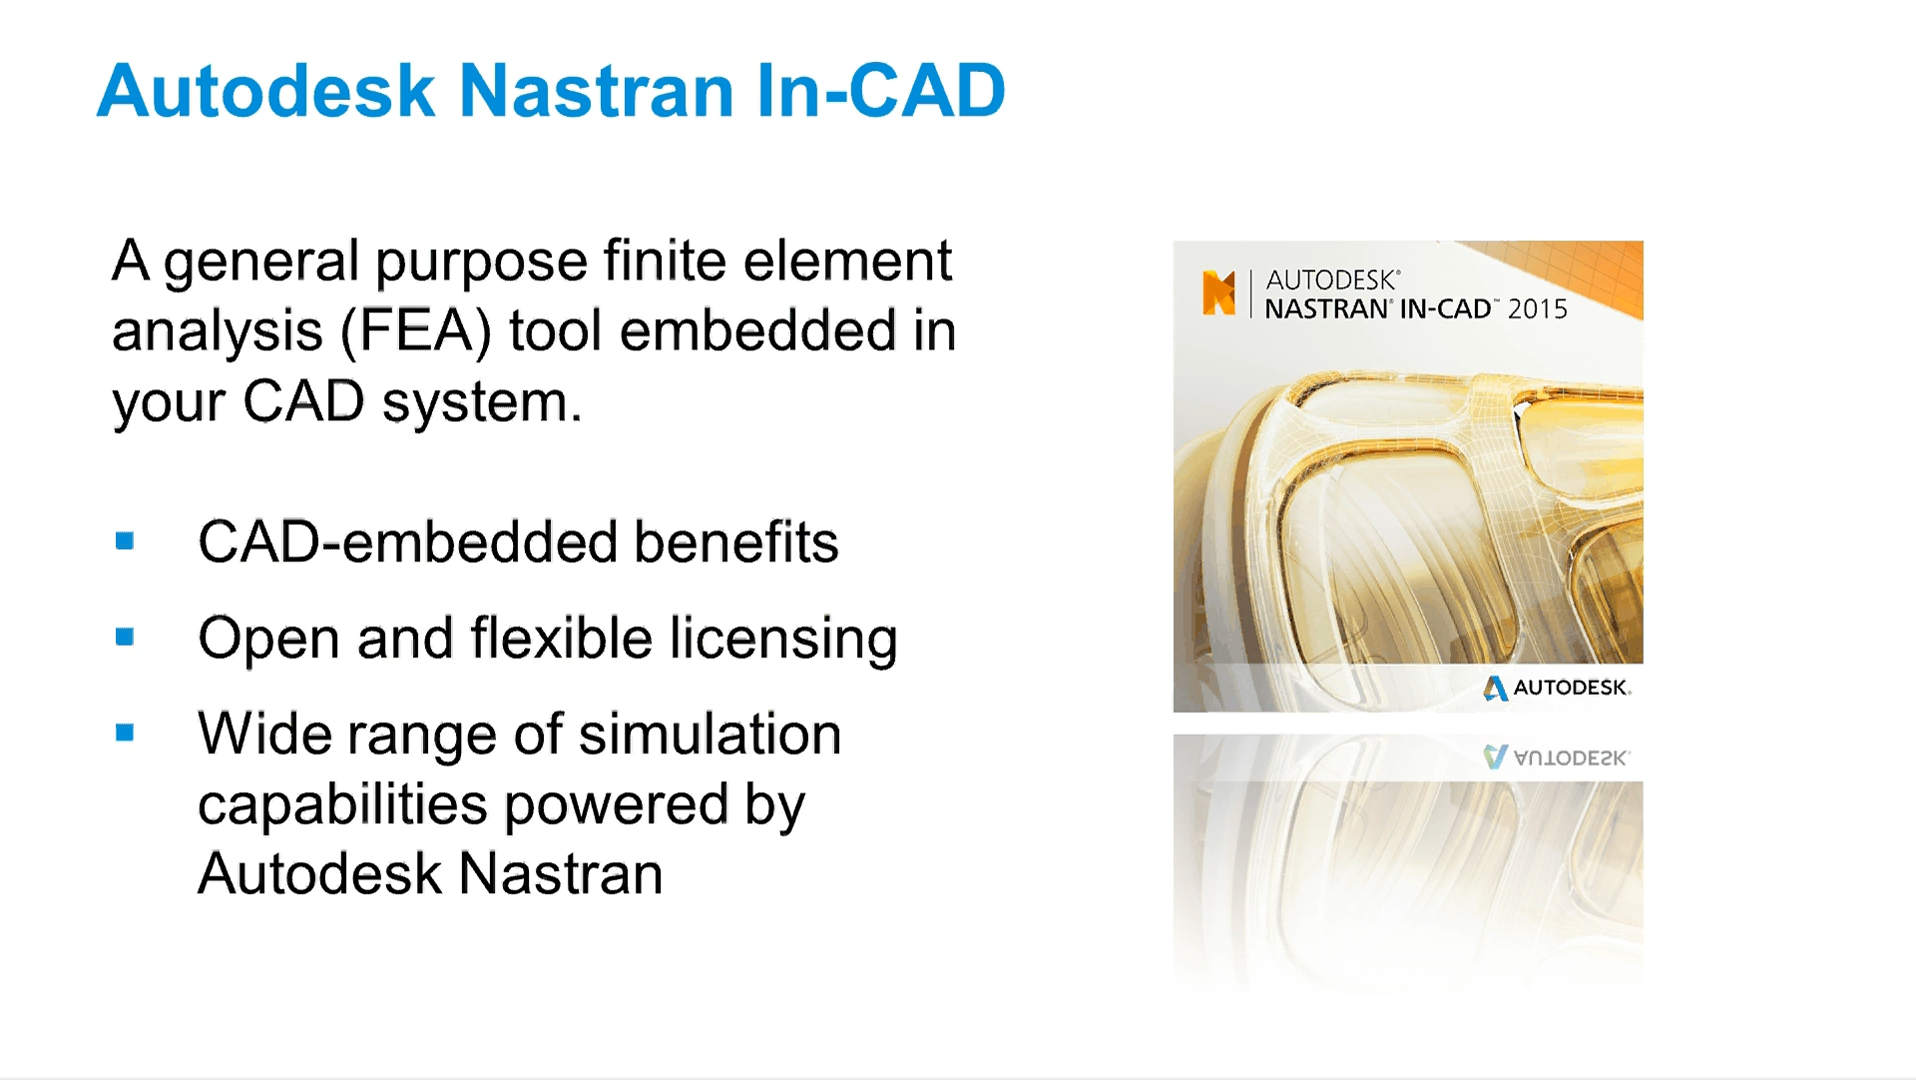 Autodesk Nastran In-CAD
A general purpose finite element
analysis (FEA) tool embedded in
your CAD system.
▪ CAD-embedded benefits
▪ Open and flexible licensing
▪ Wide range of simulation
capabilities powered by
Autodesk Nastran
AUTODESK®
NASTRAN® IN-CAD™ 2015
AUTODESK.
AUTODESK.